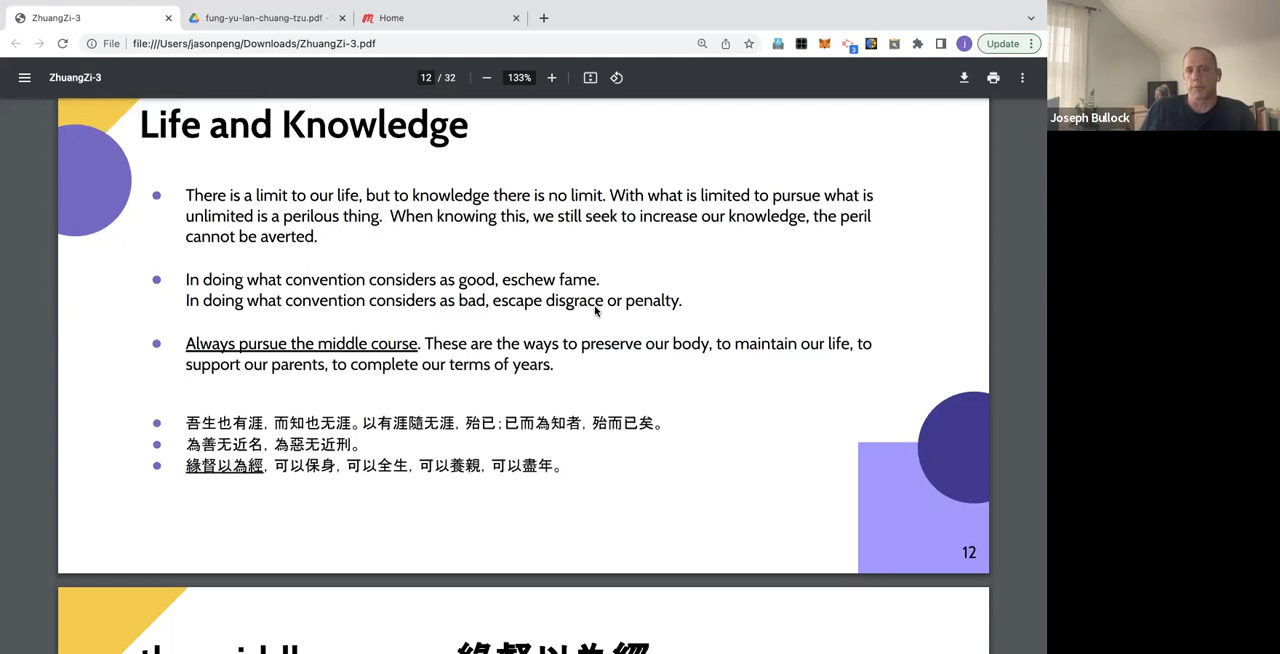 ZhuangZi-3
fung-yu-lan-chuang-tzu.pdf -
Home
File
file:///Users/jasonpeng/Downloads/ZhuangZi-3.pdf
3
j
Update
ZhuangZi-3
12 / 32
133%
Life and Knowledge
There is a limit to our life, but to knowledge there is no limit. With what is limited to pursue what is
unlimited is a perilous thing. When knowing this, we still seek to increase our knowledge, the peril
cannot be averted.
In doing what convention considers as good, eschew fame.
In doing what convention considers as bad, escape disgrace or penalty.
Always pursue the middle course. These are the ways to preserve our body, to maintain our life, to
support our parents, to complete our terms of years.
吾生也有涯, 而知也无涯。以有涯隨无涯, 殆已;已而為知者, 殆而已矣。
為善无近名, 為惡无近刑。
緣督以為經, 可以保身, 可以全生, 可以養親, 可以盡年。
12
緣督以為經
Joseph Bullock